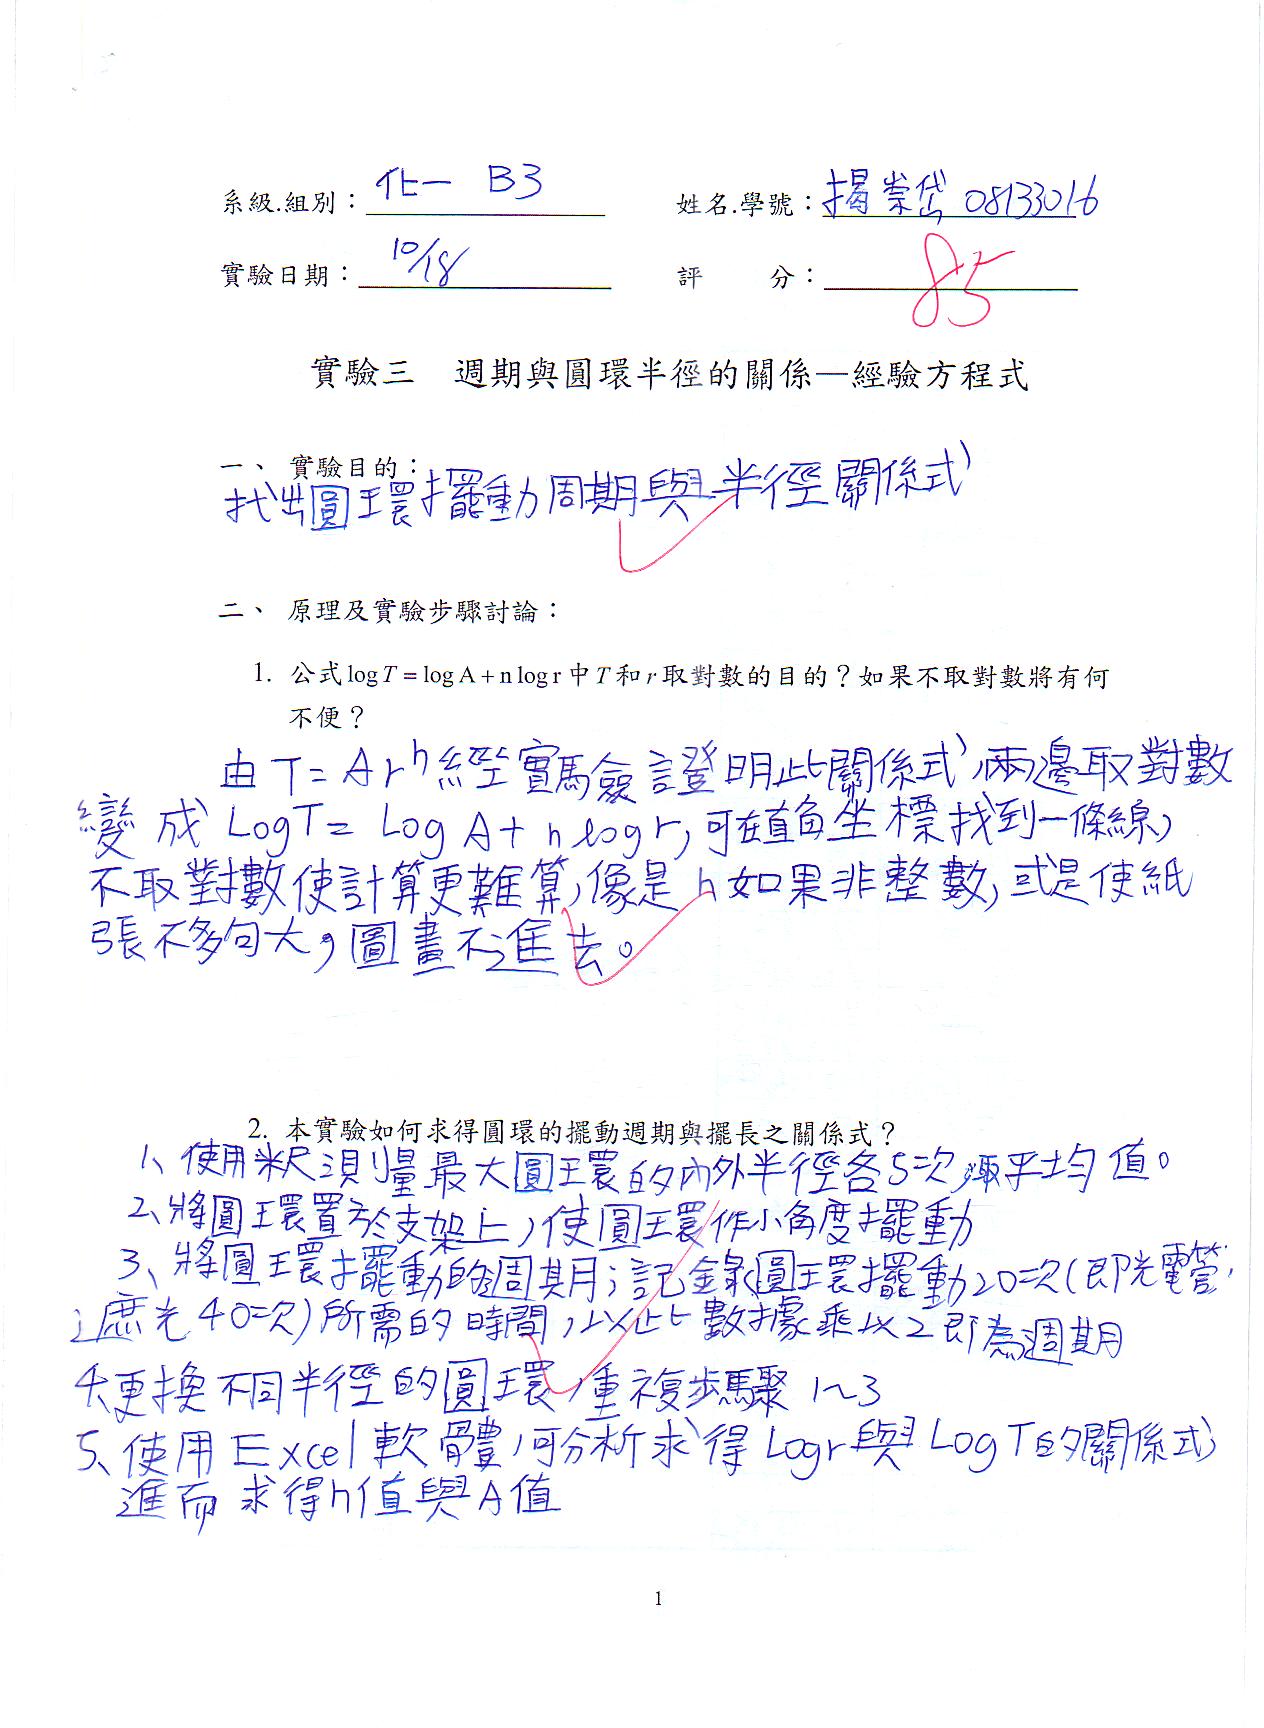 系級.組別：化一 B3 姓名.學號：揭崇岱 08133016
實驗日期：10/18 評 分：85
實驗三 週期與圓環半徑的關係—經驗方程式
一、 實驗目的：
找出圓環擺動周期與半徑關係式
二、 原理及實驗步驟討論：
1. 公式 log T = log A + n log r 中 T 和 r 取對數的目的？如果不取對數將有何
不便？
由 T = A rⁿ 經實驗證明此關係式，兩邊取對數
變成 Log T = Log A + n log r, 可在直角坐標找到一條線，
不取對數使計算更難算，像是 n 如果非整數，或是使紙
張不夠大，圖畫不進去。
2. 本實驗如何求得圓環的擺動週期與擺長之關係式？
1、使用米尺測量最大圓環的內外半徑各5次，取平均值。
2、將圓環置於支架上，使圓環作小角度擺動
3、將圓環擺動的周期；記錄圓環擺動20次（即光電管
遮光40次）所需的時間，以此數據乘以2即為週期
4、更換不同半徑的圓環，重複步驟 1~3
5、使用 Excel 軟體，可分析求得 Log r 與 Log T 的關係式，
進而求得 n 值與 A 值
1